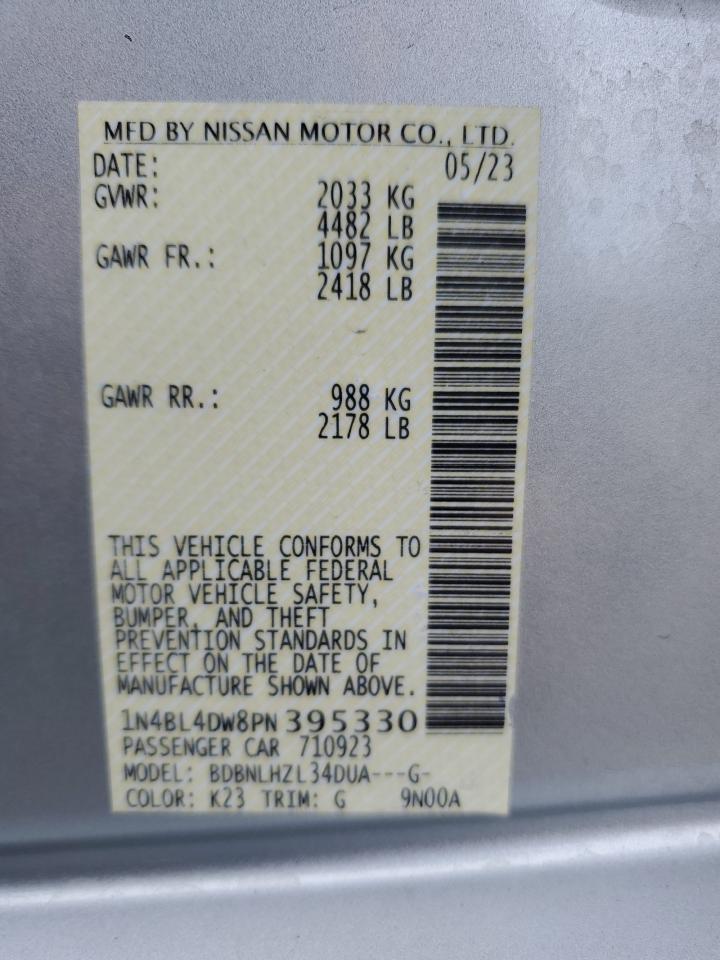 MFD BY NISSAN MOTOR CO., LTD.
DATE: 05/23
GVWR: 2033 KG
4482 LB
GAWR FR.: 1097 KG
2418 LB
GAWR RR.: 988 KG
2178 LB
THIS VEHICLE CONFORMS TO
ALL APPLICABLE FEDERAL
MOTOR VEHICLE SAFETY,
BUMPER, AND THEFT
PREVENTION STANDARDS IN
EFFECT ON THE DATE OF
MANUFACTURE SHOWN ABOVE.
1N4BL4DW8PN395330
PASSENGER CAR 710923
MODEL: BDBNLHZL34DUA---G-
COLOR: K23 TRIM: G 9N00A